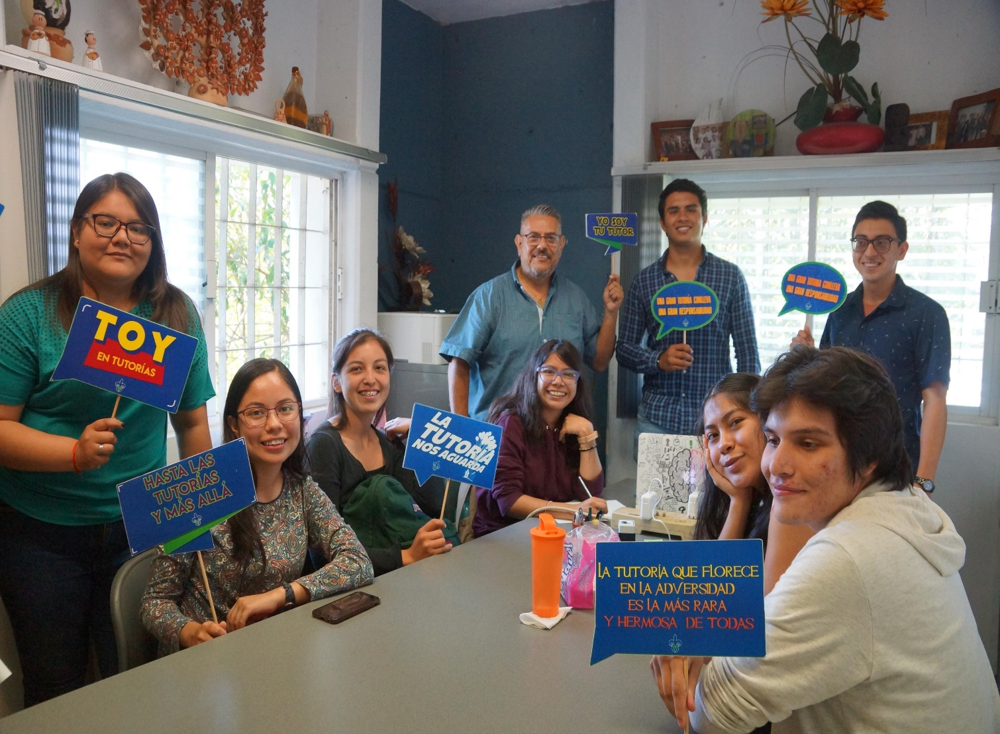 TOY
EN TUTORÍAS
HASTA LAS
TUTORÍAS
Y MÁS ALLÁ
LA
TUTORÍA
NOS AGUARDA
YO SOY
TU TUTOR
UNA GRAN TUTORÍA CONLLEVA
UNA GRAN RESPONSABILIDAD
UNA GRAN TUTORÍA CONLLEVA
UNA GRAN RESPONSABILIDAD
LA TUTORÍA QUE FLORECE
EN LA ADVERSIDAD
ES LA MÁS RARA
Y HERMOSA DE TODAS